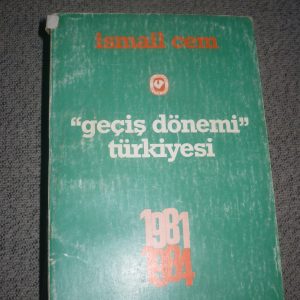 ismail cem
"geçiş dönemi"
türkiyesi
1981
1984